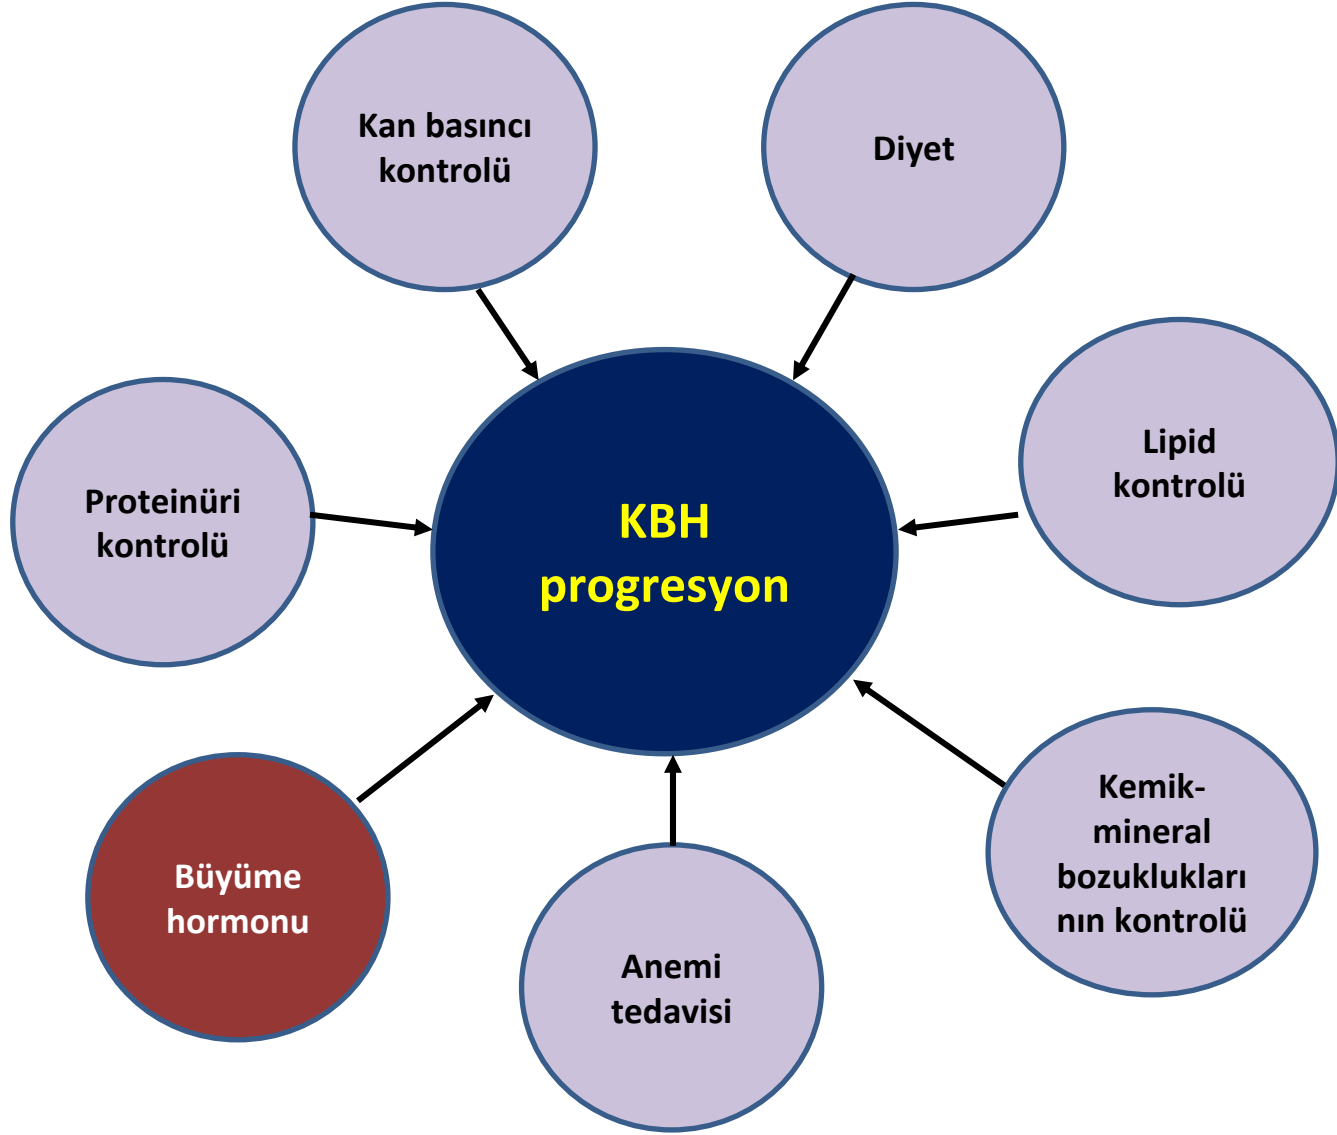 Kan basıncı
kontrolü
Diyet
Lipid
kontrolü
Proteinüri
kontrolü
KBH
progresyon
Kemik-
mineral
bozuklukları
nın kontrolü
Büyüme
hormonu
Anemi
tedavisi